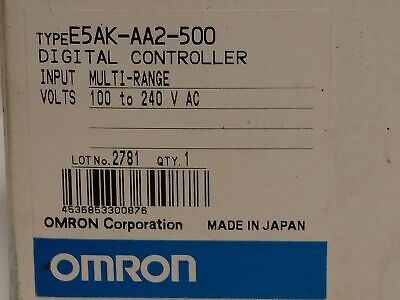 TYPE E5AK-AA2-500
DIGITAL CONTROLLER
INPUT MULTI-RANGE
VOLTS 100 to 240 V AC
LOT No. 2781 QTY. 1
4536853300876
OMRON Corporation MADE IN JAPAN
OMRON